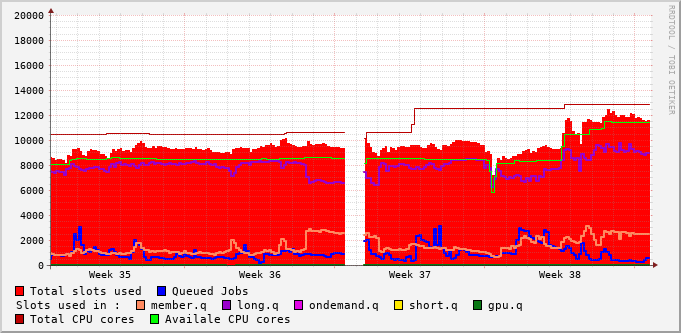 20000
18000
16000
14000
12000
10000
8000
6000
4000
2000
0
Week 35 Week 36 Week 37 Week 38
Total slots used Queued Jobs
Slots used in : member.q long.q ondemand.q short.q gpu.q
Total CPU cores Availale CPU cores
RRDTOOL / TOBI OETIKER